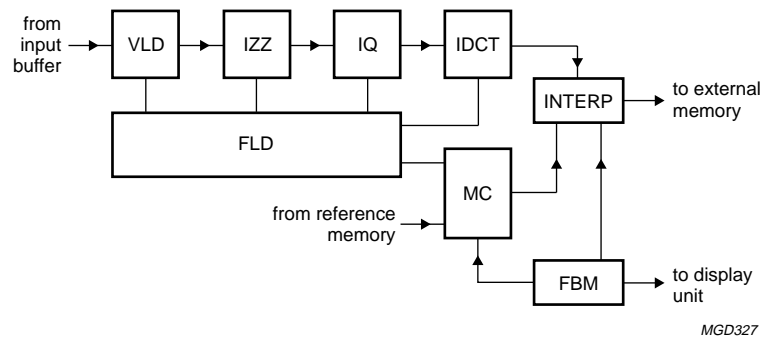 from
input
buffer
VLD
IZZ
IQ
IDCT
INTERP
to external
memory
FLD
MC
from reference
memory
FBM
to display
unit
MGD327